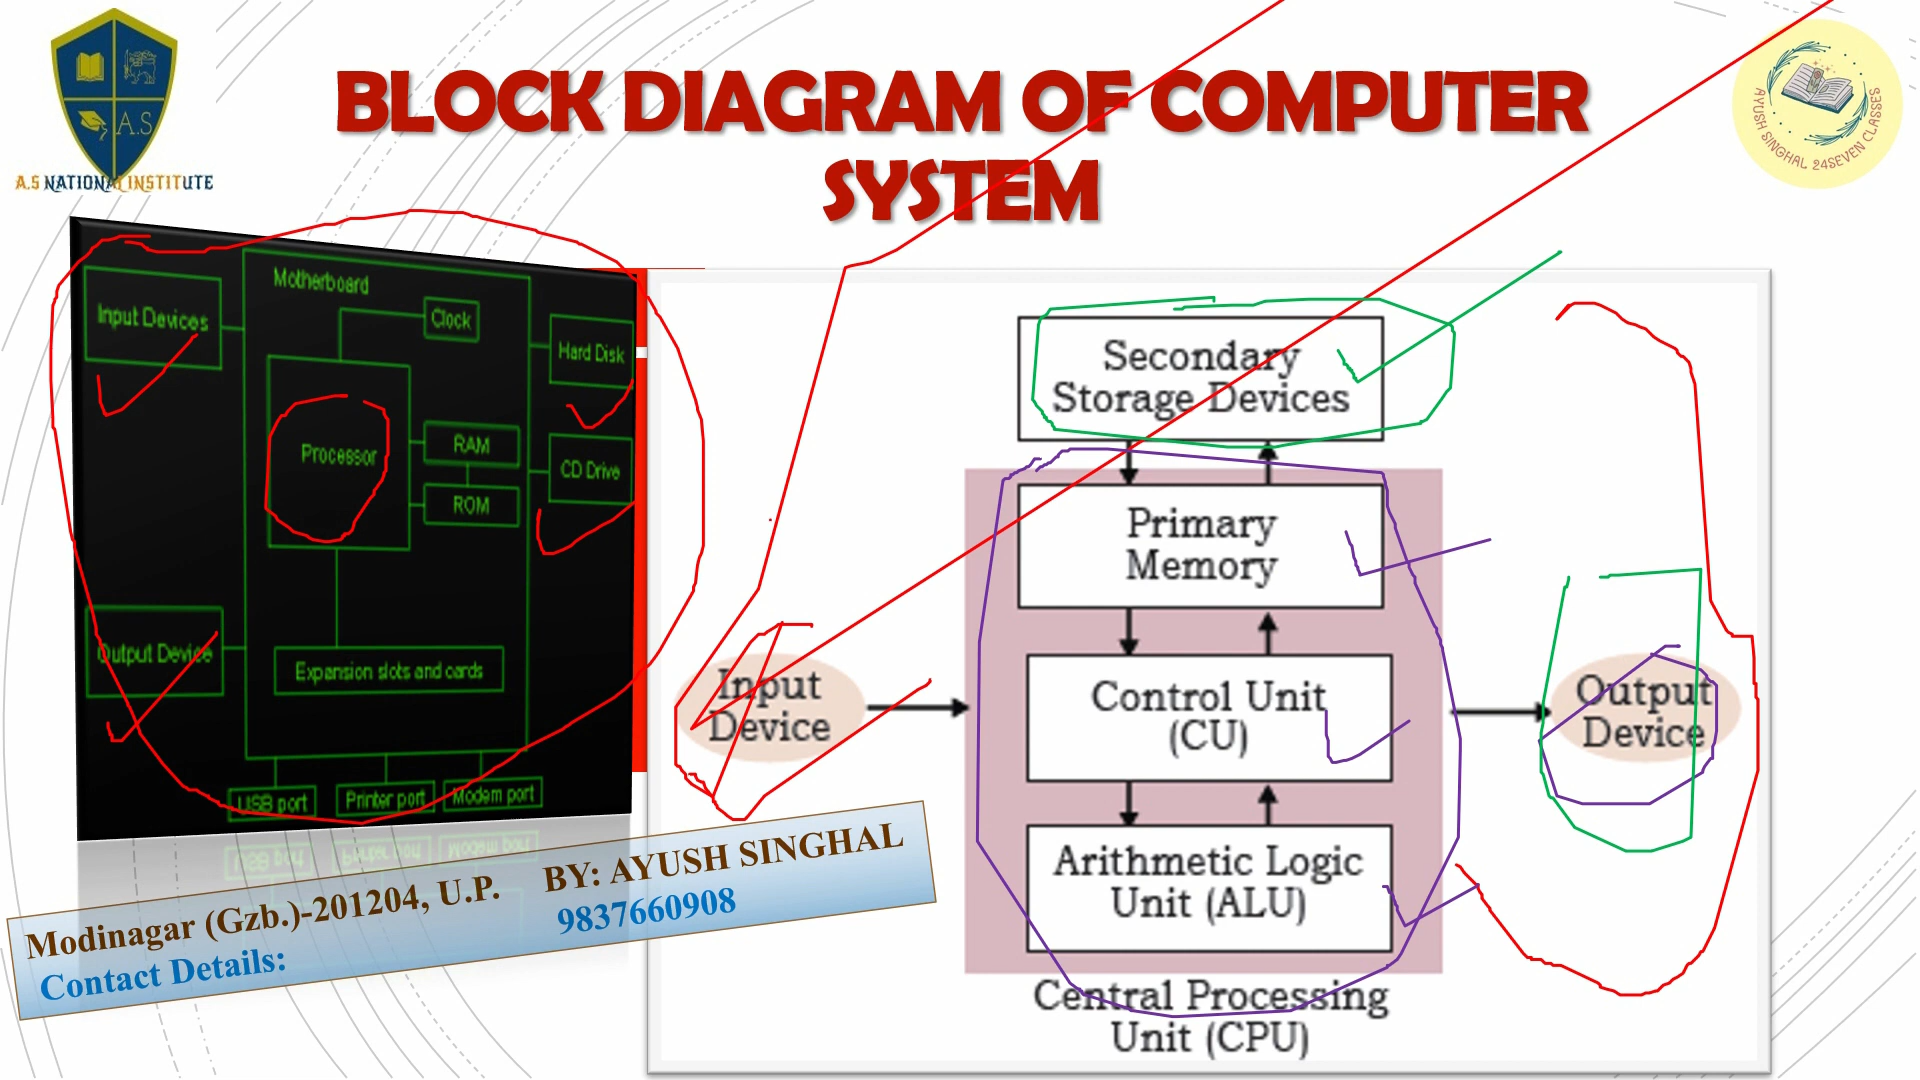 A.S
A.S NATIONAL INSTITUTE
BLOCK DIAGRAM OF COMPUTER
SYSTEM
AYUSH SINGHAL 24SEVEN CLASSES
Motherboard
Input Devices
Clock
Hard Disk
Processor
RAM
CD Drive
ROM
Output Device
Expansion slots and cards
USB port
Printer port
Modem port
Modinagar (Gzb.)-201204, U.P. BY: AYUSH SINGHAL
Contact Details: 9837660908
Secondary
Storage Devices
Primary
Memory
Input
Device
Control Unit
(CU)
Output
Device
Arithmetic Logic
Unit (ALU)
Central Processing
Unit (CPU)